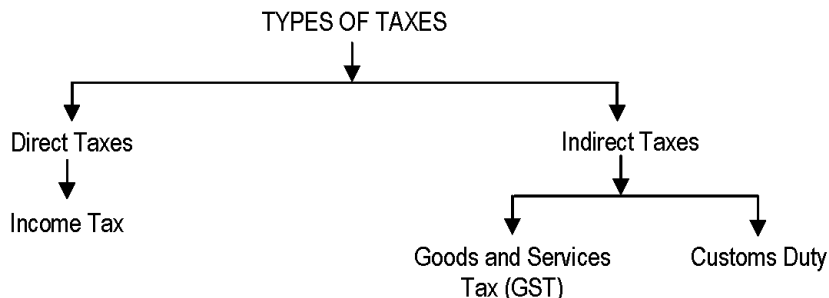 TYPES OF TAXES
Direct Taxes
Indirect Taxes
Income Tax
Goods and Services
Tax (GST)
Customs Duty